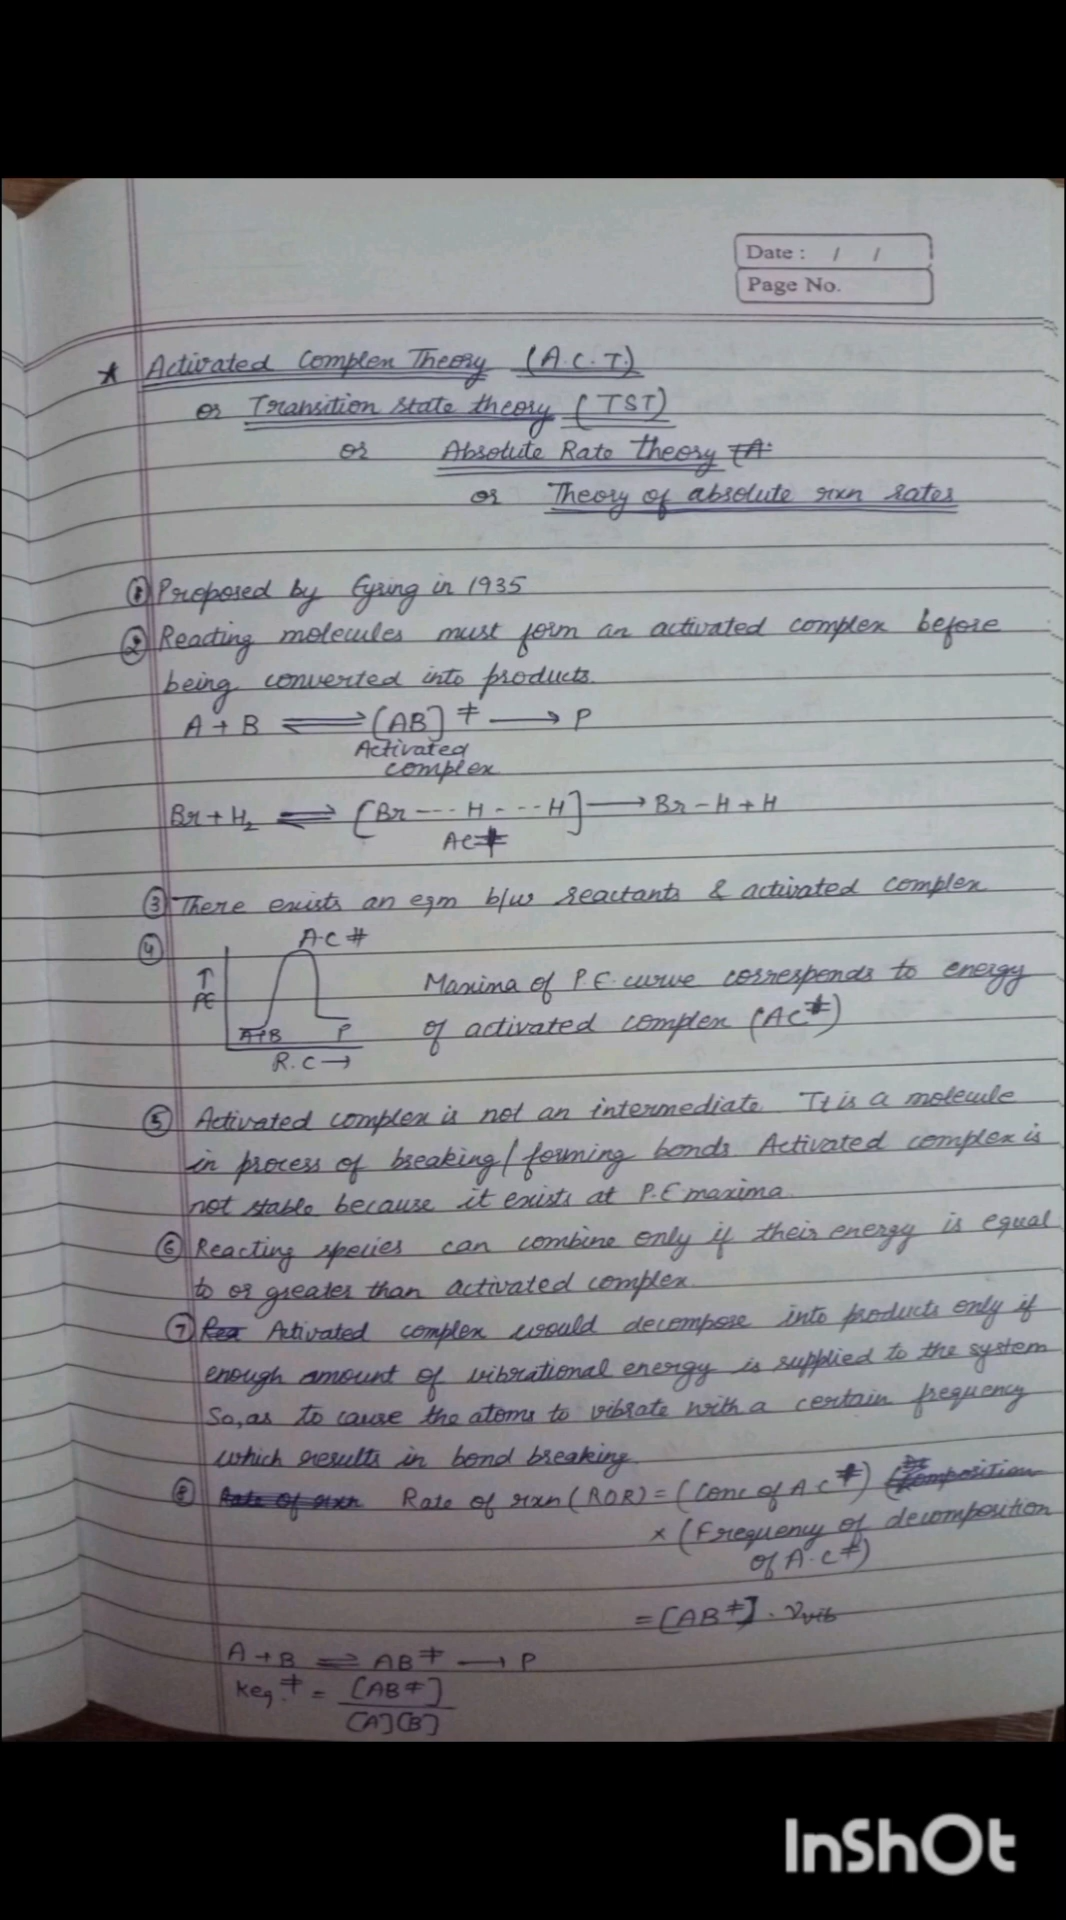 Date : / /
Page No.
* Activated Complex Theory (A.C.T.)
or Transition state theory (TST)
or Absolute Rate theory (A.
or Theory of absolute rxn rates
① Proposed by Eyring in 1935
② Reading molecules must form an activated complex before
being converted into products.
A + B ⇌ [AB]‡ ⟶ P
Activated
complex
Br + H₂ ⇌ [Br --- H - -- H] ⟶ Br - H + H
AC‡
③ There exists an eqm b/w reactants & activated complex
④
A.C #
↑
PE
A+B P
R.C →
Maxima of P.E. curve corresponds to energy
of activated complex (AC‡)
⑤ Activated complex is not an intermediate. It is a molecule
in process of breaking/forming bonds. Activated complex is
not stable because it exists at P.E maxima.
⑥ Reacting species can combine only if their energy is equal
to or greater than activated complex.
⑦ Rea Ativated complex would decompose into products only if
enough amount of vibrational energy is supplied to the system
So, as to cause the atoms to vibrate with a certain frequency
which results in bond breaking.
⑧ Rate of rxn Rate of rxn (ROR) = (Conc of A.C‡)
× (Frequency of decomposition
of A.C‡)
= [AB‡] . νvib
A + B ⇌ AB‡ ⟶ P
Keq.‡ = [AB‡]
[A][B]
InShOt